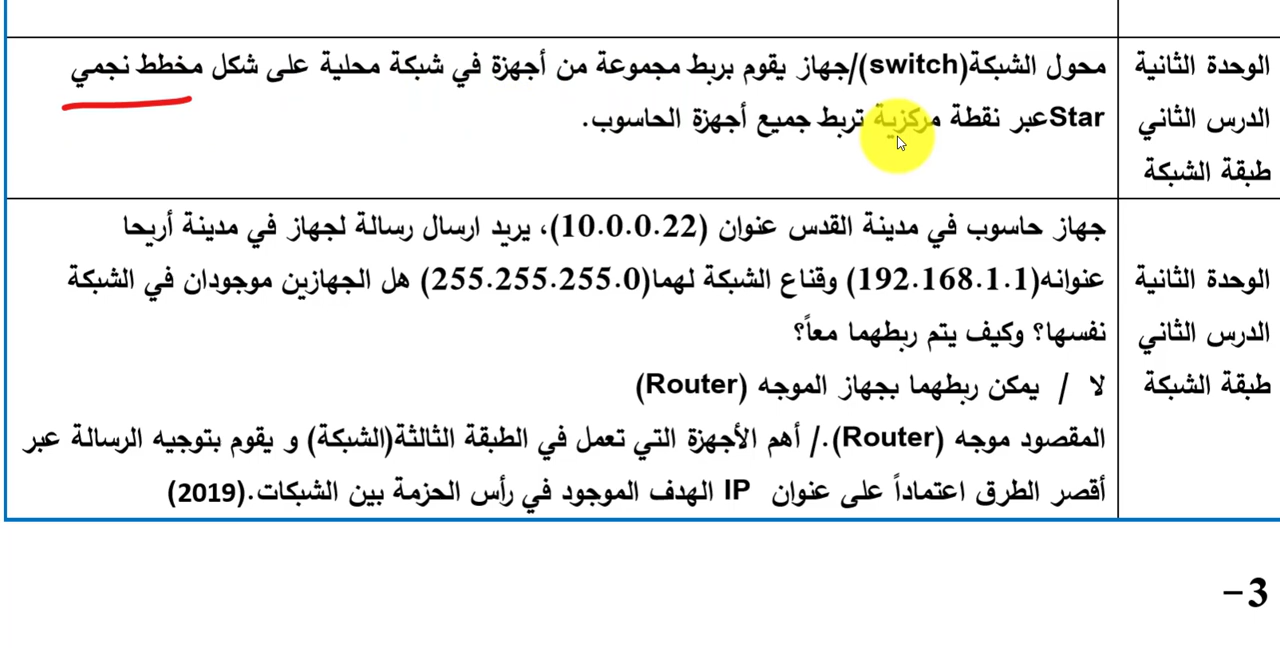 الوحدة الثانية
الدرس الثاني
طبقة الشبكة
محول الشبكة(switch)/جهاز يقوم بربط مجموعة من أجهزة في شبكة محلية على شكل مخطط نجمي
Starعبر نقطة مركزية تربط جميع أجهزة الحاسوب.
الوحدة الثانية
الدرس الثاني
طبقة الشبكة
جهاز حاسوب في مدينة القدس عنوان (10.0.0.22)، يريد ارسال رسالة لجهاز في مدينة أريحا
عنوانه(192.168.1.1) وقناع الشبكة لهما(255.255.255.0) هل الجهازين موجودان في الشبكة
نفسها؟ وكيف يتم ربطهما معاً؟
لا / يمكن ربطهما بجهاز الموجه (Router)
المقصود موجه (Router)./ أهم الأجهزة التي تعمل في الطبقة الثالثة(الشبكة) و يقوم بتوجيه الرسالة عبر
أقصر الطرق اعتماداً على عنوان IP الهدف الموجود في رأس الحزمة بين الشبكات.(2019)
3-